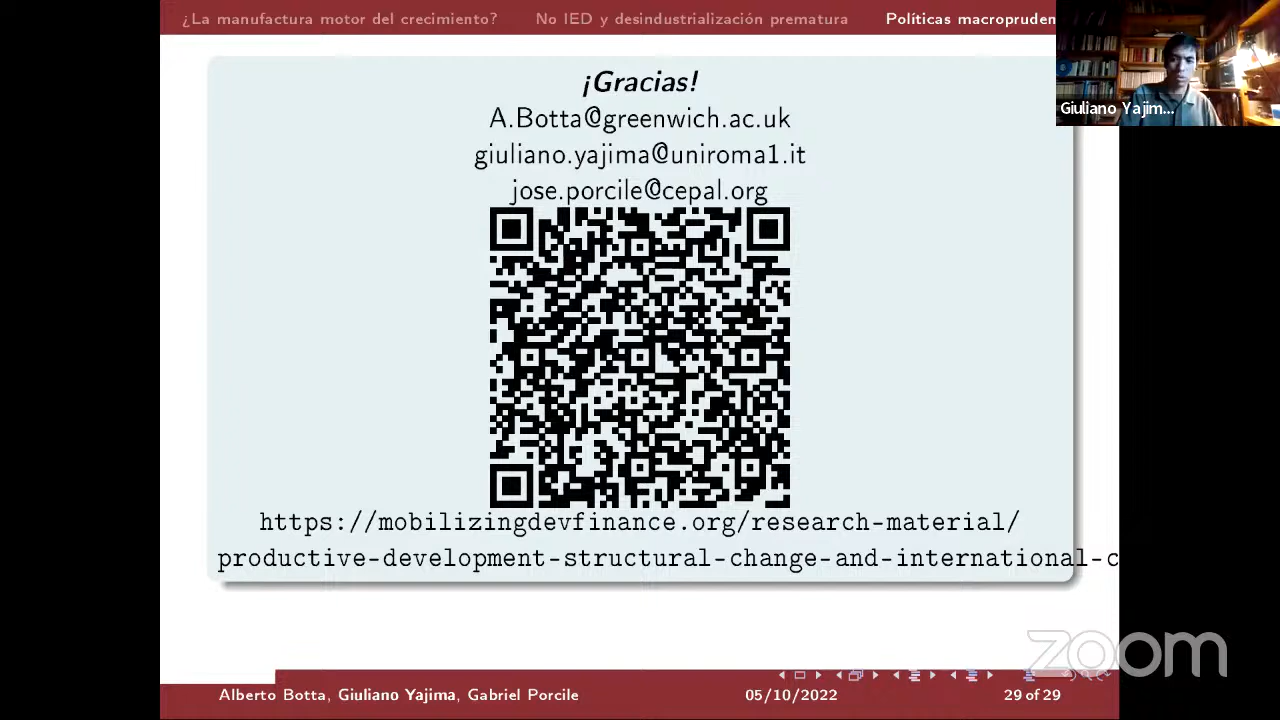 ¿La manufactura motor del crecimiento? No IED y desindustrialización prematura Políticas macropruden
Giuliano Yajim...
¡Gracias!
A.Botta@greenwich.ac.uk
giuliano.yajima@uniroma1.it
jose.porcile@cepal.org
https://mobilizingdevfinance.org/research-material/
productive-development-structural-change-and-international-c
zoom
Alberto Botta, Giuliano Yajima, Gabriel Porcile 05/10/2022 29 of 29